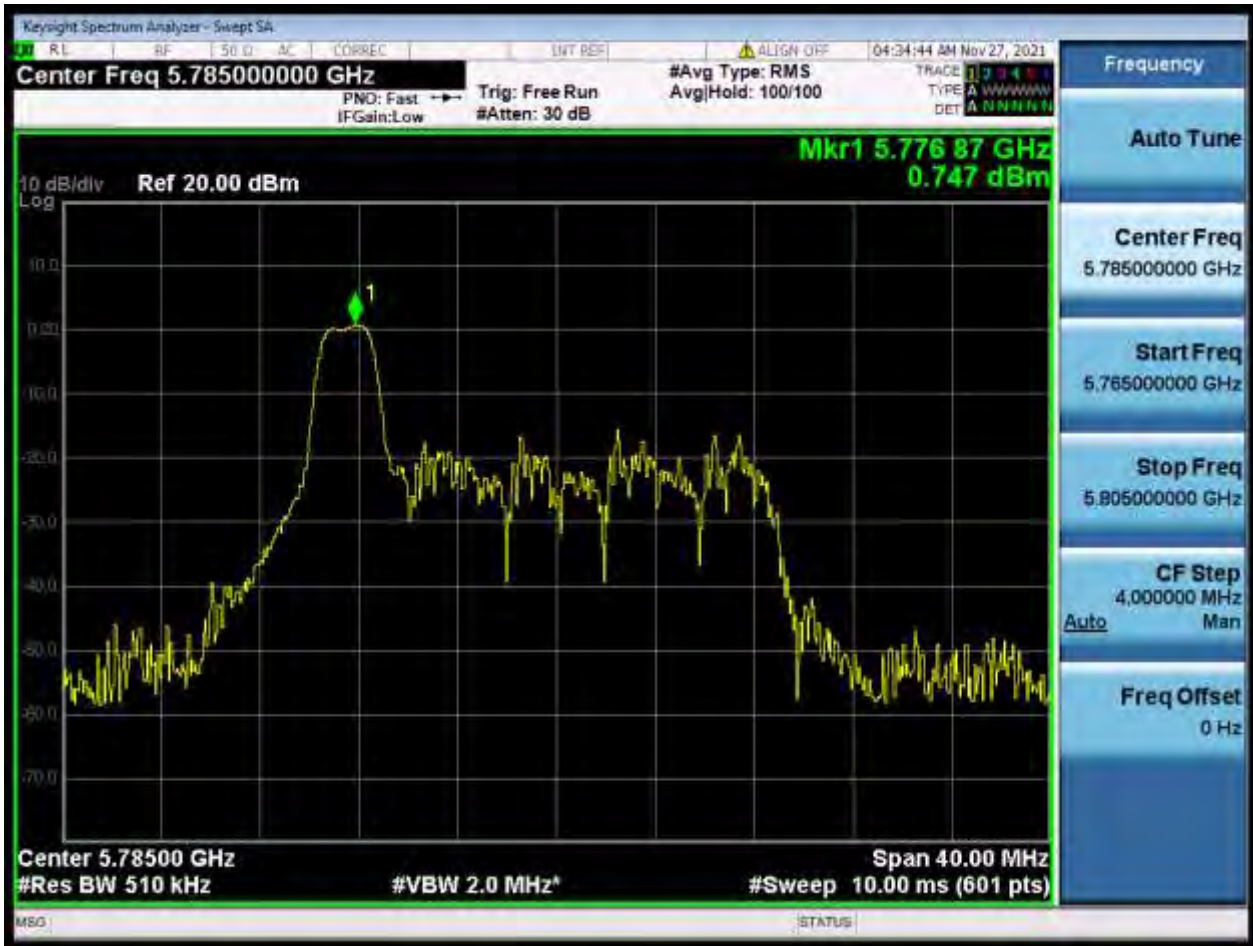 Keysight Spectrum Analyzer - Swept SA
RL RF 50 Ω AC CORREC INT REF ALIGN OFF 04:34:44 AM Nov 27, 2021
Center Freq 5.785000000 GHz
PNO: Fast
IFGain:Low
Trig: Free Run
#Atten: 30 dB
#Avg Type: RMS
Avg|Hold: 100/100
TRACE 1 2 3 4 5
TYPE A WWWWW
DET A N N N N N
Mkr1 5.776 87 GHz
0.747 dBm
10 dB/div Ref 20.00 dBm
Log
10.0
0.00
-10.0
-20.0
-30.0
-40.0
-50.0
-60.0
-70.0
1
Center 5.78500 GHz
Span 40.00 MHz
#Res BW 510 kHz
#VBW 2.0 MHz*
#Sweep 10.00 ms (601 pts)
MSG
STATUS
Frequency
Auto Tune
Center Freq
5.785000000 GHz
Start Freq
5.765000000 GHz
Stop Freq
5.805000000 GHz
CF Step
4.000000 MHz
Auto Man
Freq Offset
0 Hz